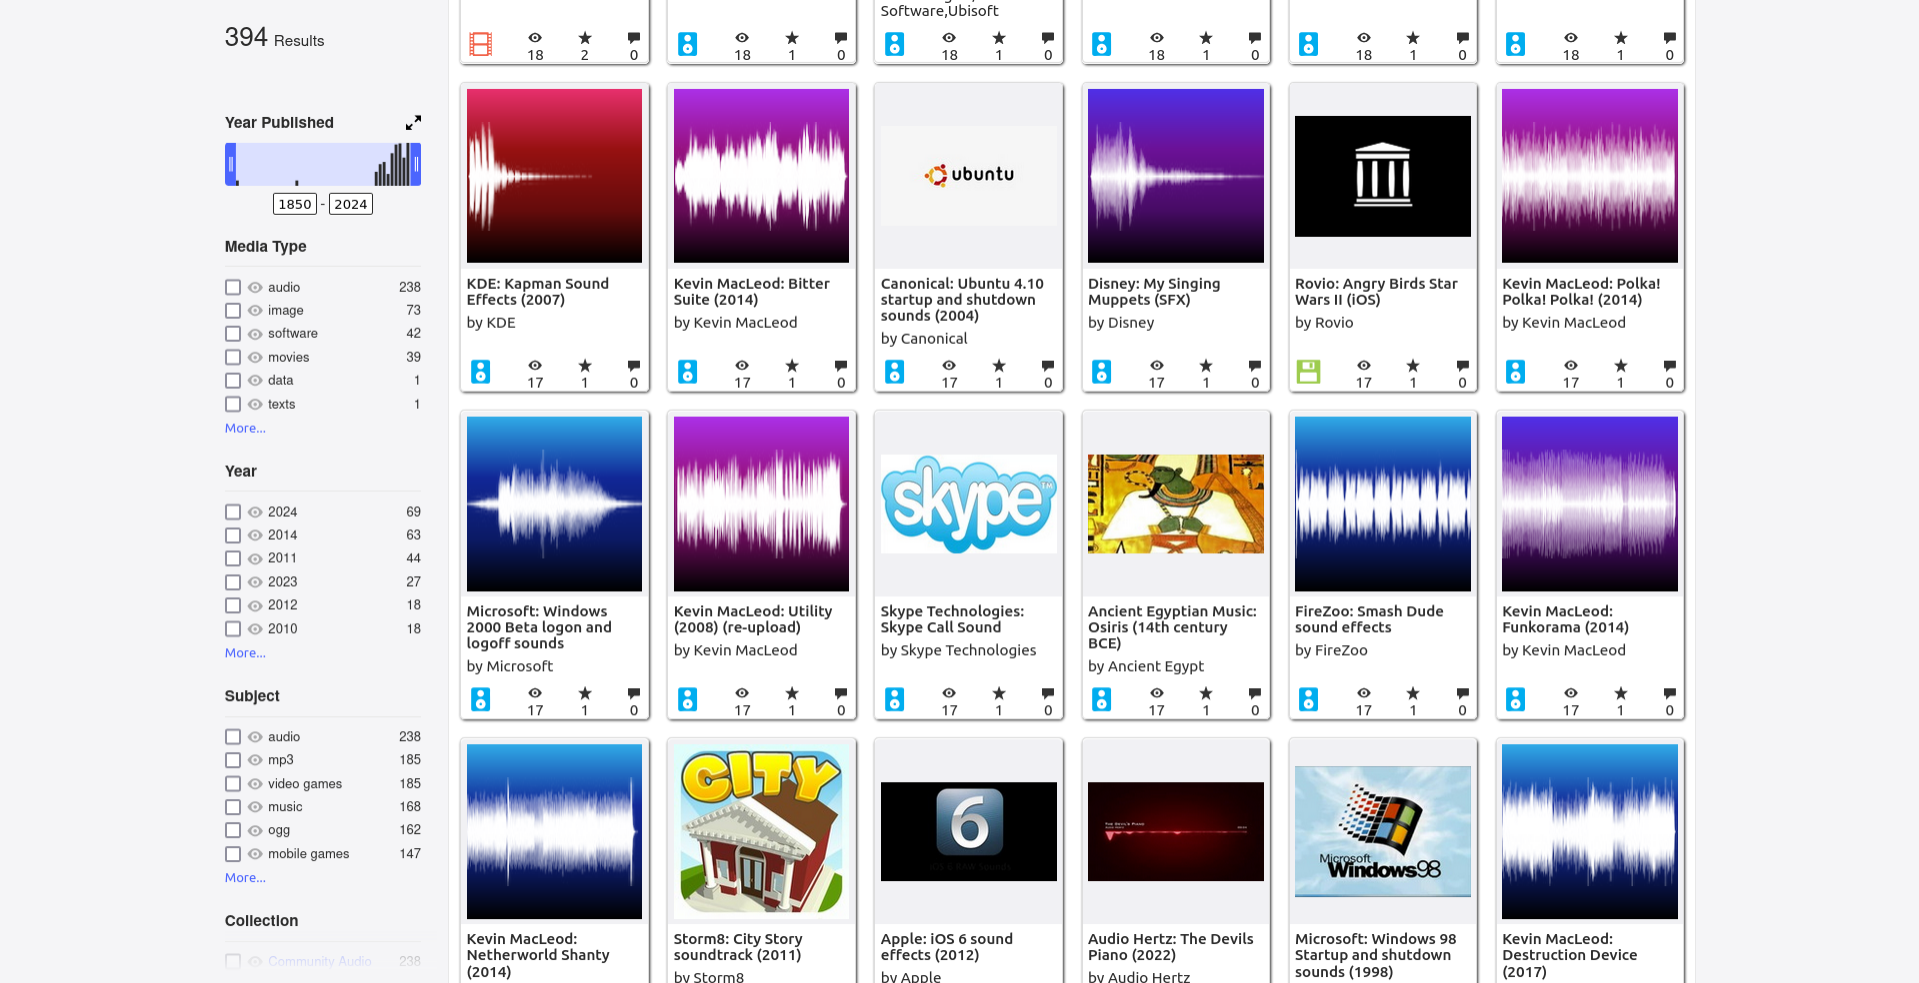 394 Results
Year Published
1850 - 2024
Media Type
audio 238
image 73
software 42
movies 39
data 1
texts 1
More...
Year
2024 69
2014 63
2011 44
2023 27
2012 18
2010 18
More...
Subject
audio 238
mp3 185
video games 185
music 168
ogg 162
mobile games 147
More...
Collection
Community Audio 238
Software,Ubisoft
18 2 0
18 1 0
18 1 0
18 1 0
18 1 0
18 1 0
KDE: Kapman Sound
Effects (2007)
by KDE
17 1 0
Kevin MacLeod: Bitter
Suite (2014)
by Kevin MacLeod
17 1 0
ubuntu
Canonical: Ubuntu 4.10
startup and shutdown
sounds (2004)
by Canonical
17 1 0
Disney: My Singing
Muppets (SFX)
by Disney
17 1 0
Rovio: Angry Birds Star
Wars II (iOS)
by Rovio
17 1 0
Kevin MacLeod: Polka!
Polka! Polka! (2014)
by Kevin MacLeod
17 1 0
Microsoft: Windows
2000 Beta logon and
logoff sounds
by Microsoft
17 1 0
Kevin MacLeod: Utility
(2008) (re-upload)
by Kevin MacLeod
17 1 0
skype
TM
Skype Technologies:
Skype Call Sound
by Skype Technologies
17 1 0
Ancient Egyptian Music:
Osiris (14th century
BCE)
by Ancient Egypt
17 1 0
FireZoo: Smash Dude
sound effects
by FireZoo
17 1 0
Kevin MacLeod:
Funkorama (2014)
by Kevin MacLeod
17 1 0
Kevin MacLeod:
Netherworld Shanty
(2014)
CITY
Storm8: City Story
soundtrack (2011)
by Storm8
6
iOS 6 RAW sounds
Apple: iOS 6 sound
effects (2012)
by Apple
THE DEVIL'S PIANO
Audio Hertz: The Devils
Piano (2022)
by Audio Hertz
Microsoft
Windows98
Microsoft: Windows 98
Startup and shutdown
sounds (1998)
Kevin MacLeod:
Destruction Device
(2017)